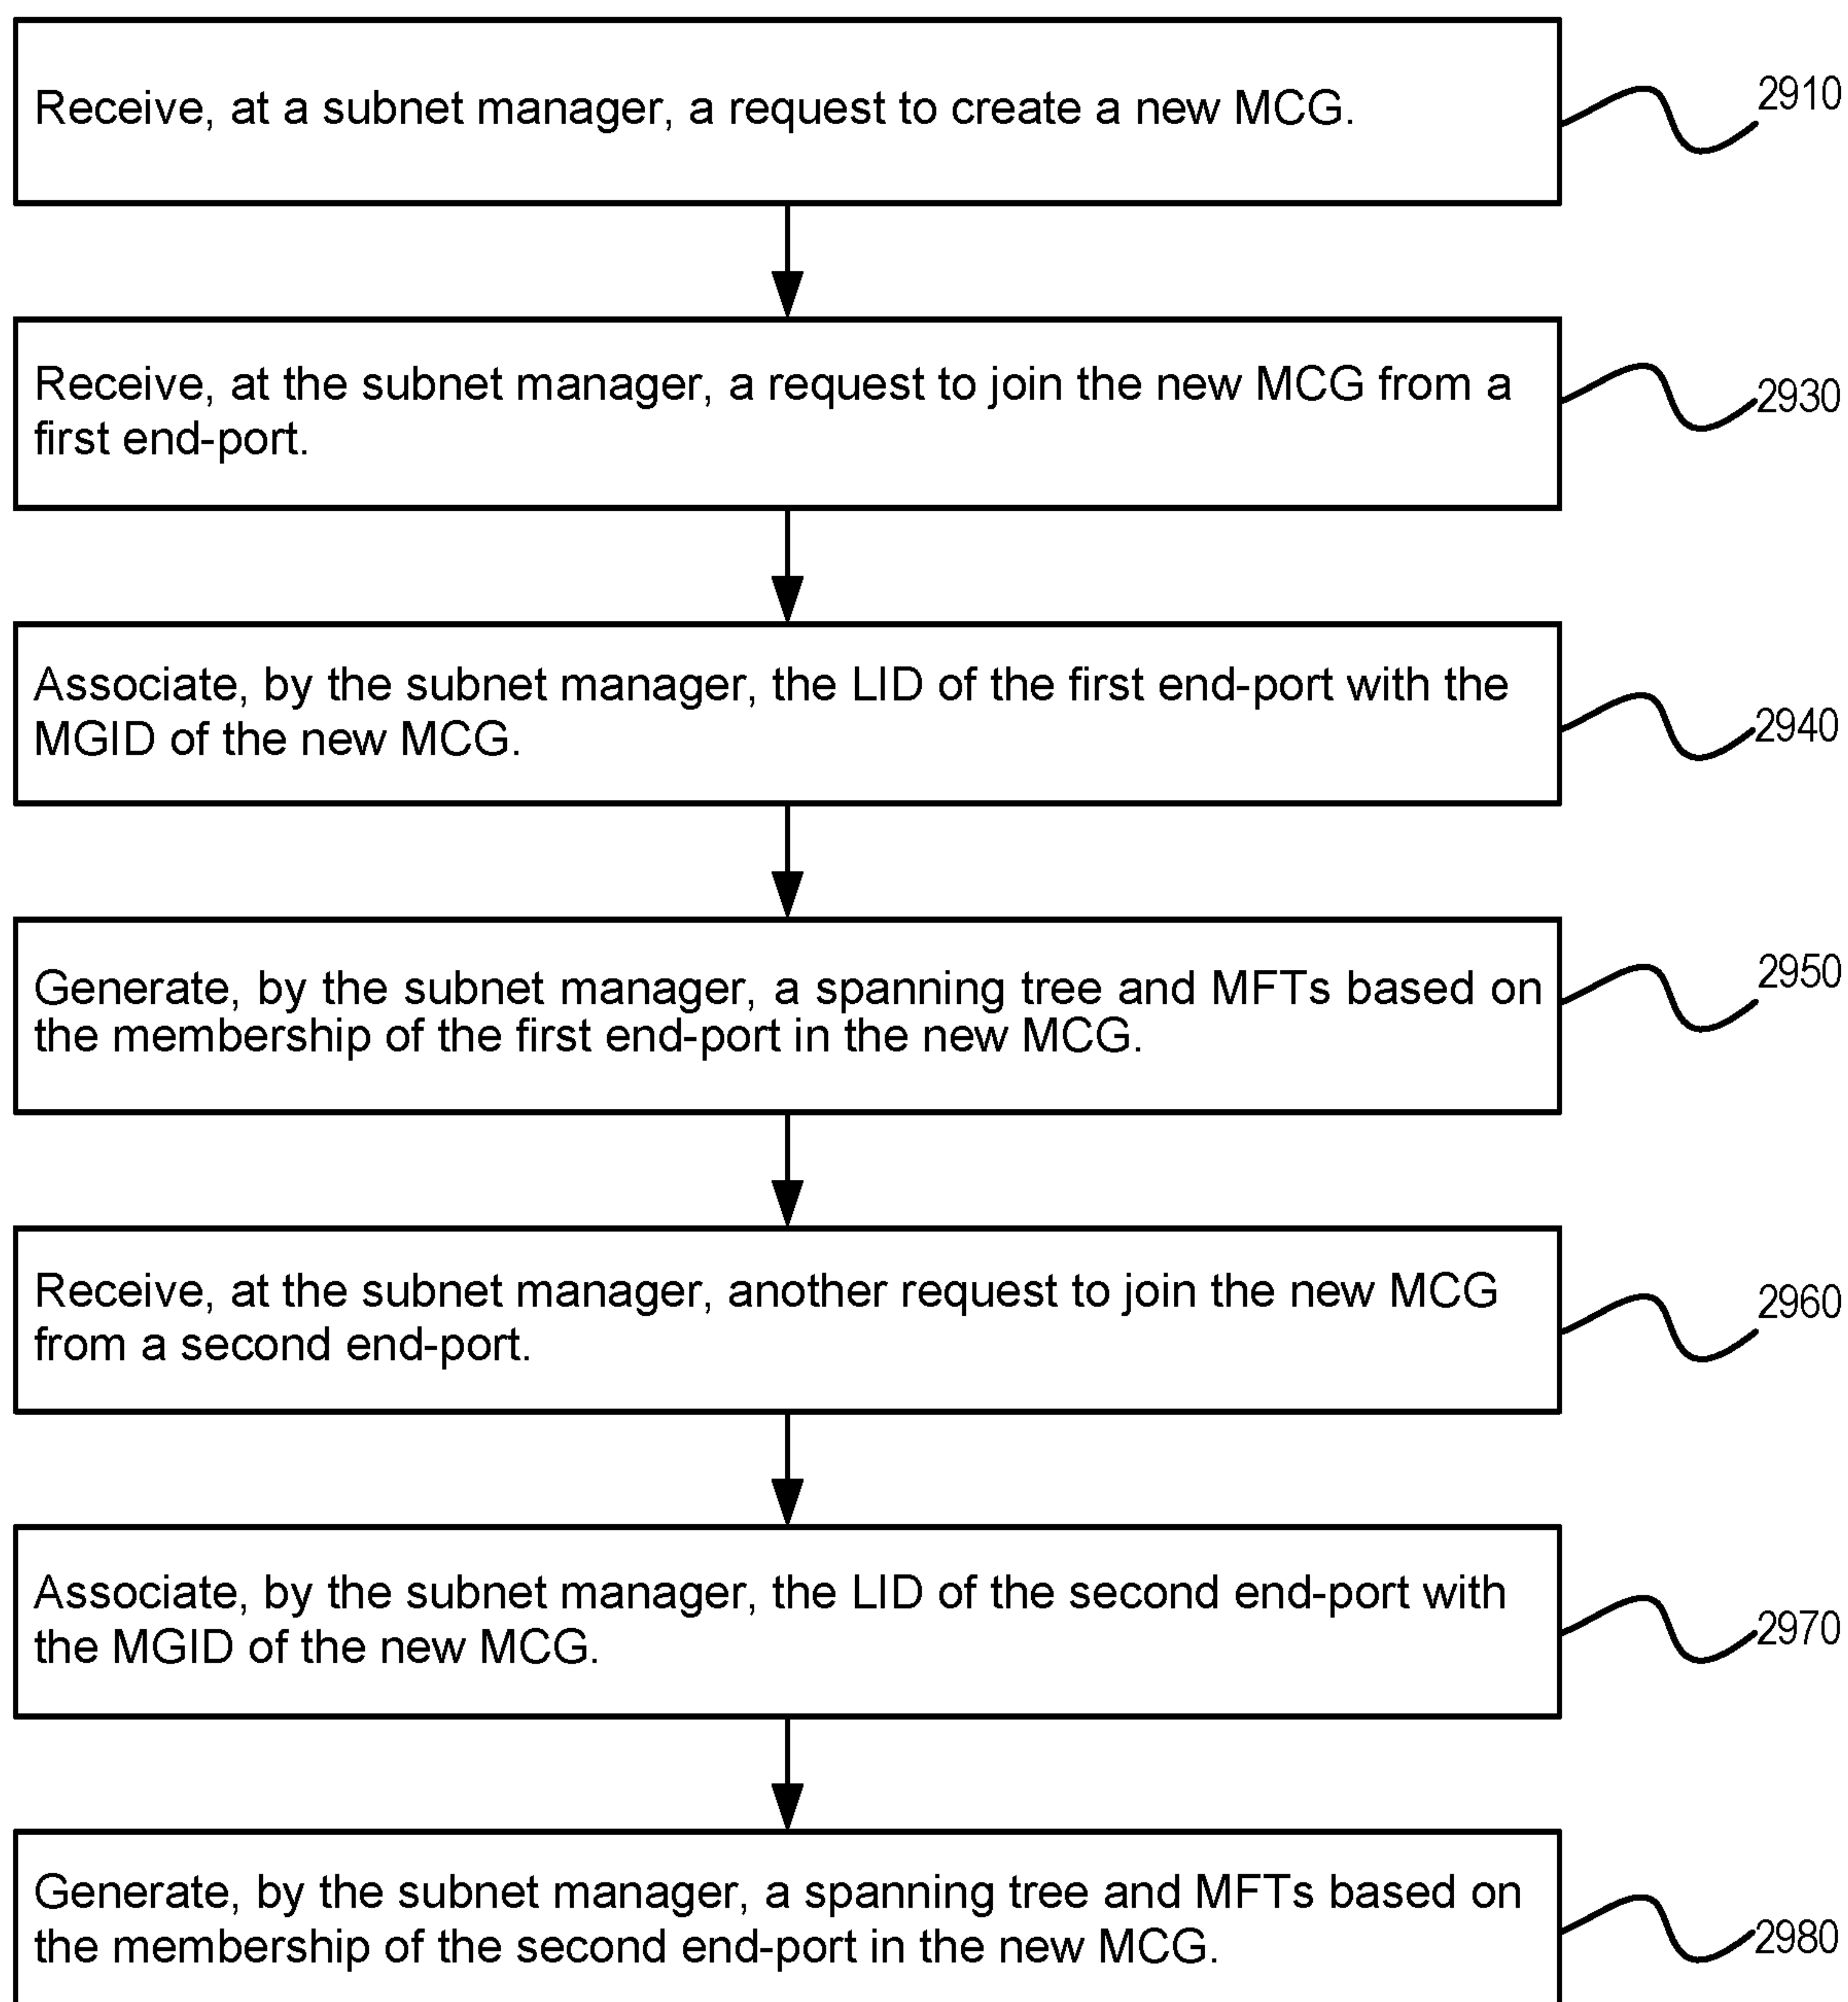 Receive, at a subnet manager, a request to create a new MCG.
2910
Receive, at the subnet manager, a request to join the new MCG from a
first end-port.
2930
Associate, by the subnet manager, the LID of the first end-port with the
MGID of the new MCG.
2940
Generate, by the subnet manager, a spanning tree and MFTs based on
the membership of the first end-port in the new MCG.
2950
Receive, at the subnet manager, another request to join the new MCG
from a second end-port.
2960
Associate, by the subnet manager, the LID of the second end-port with
the MGID of the new MCG.
2970
Generate, by the subnet manager, a spanning tree and MFTs based on
the membership of the second end-port in the new MCG.
2980